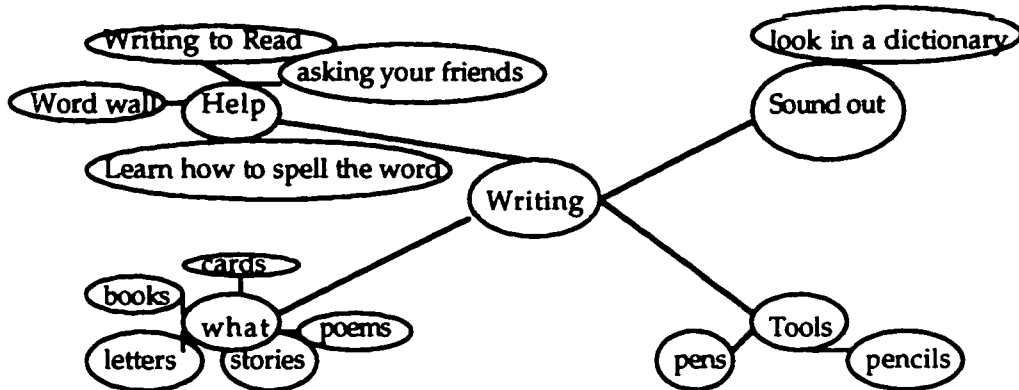 Writing to Read
asking your friends
Word wall
Help
Learn how to spell the word
look in a dictionary
Sound out
Writing
cards
books
what
poems
letters
stories
Tools
pens
pencils